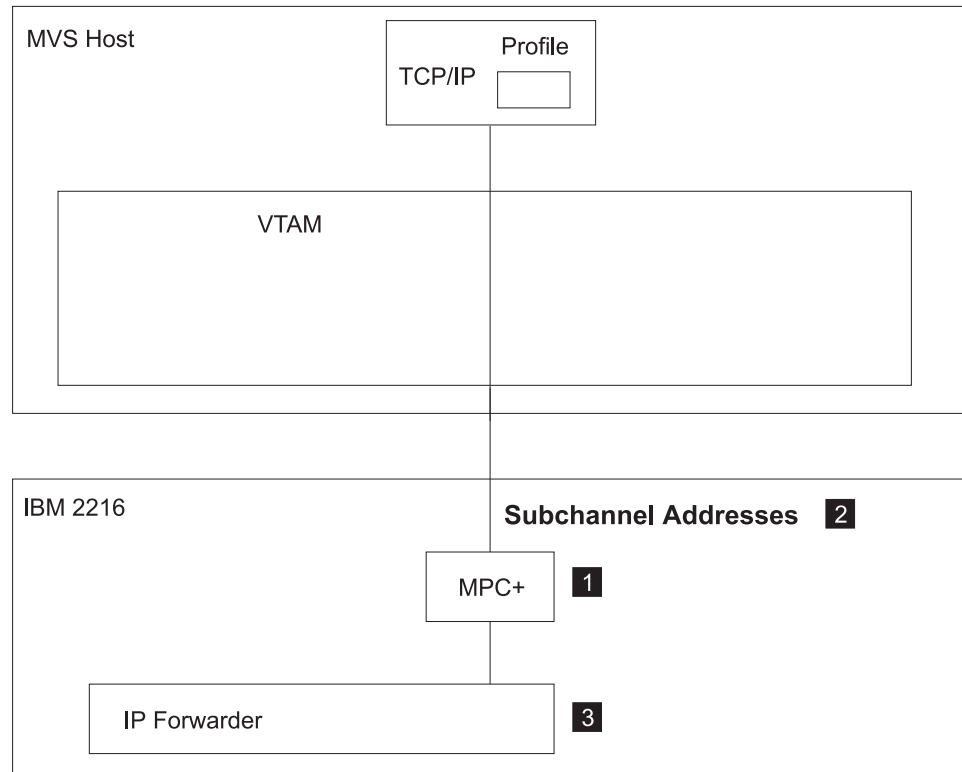 MVS Host
Profile
TCP/IP
VTAM
IBM 2216
Subchannel Addresses 2
MPC+ 1
IP Forwarder 3